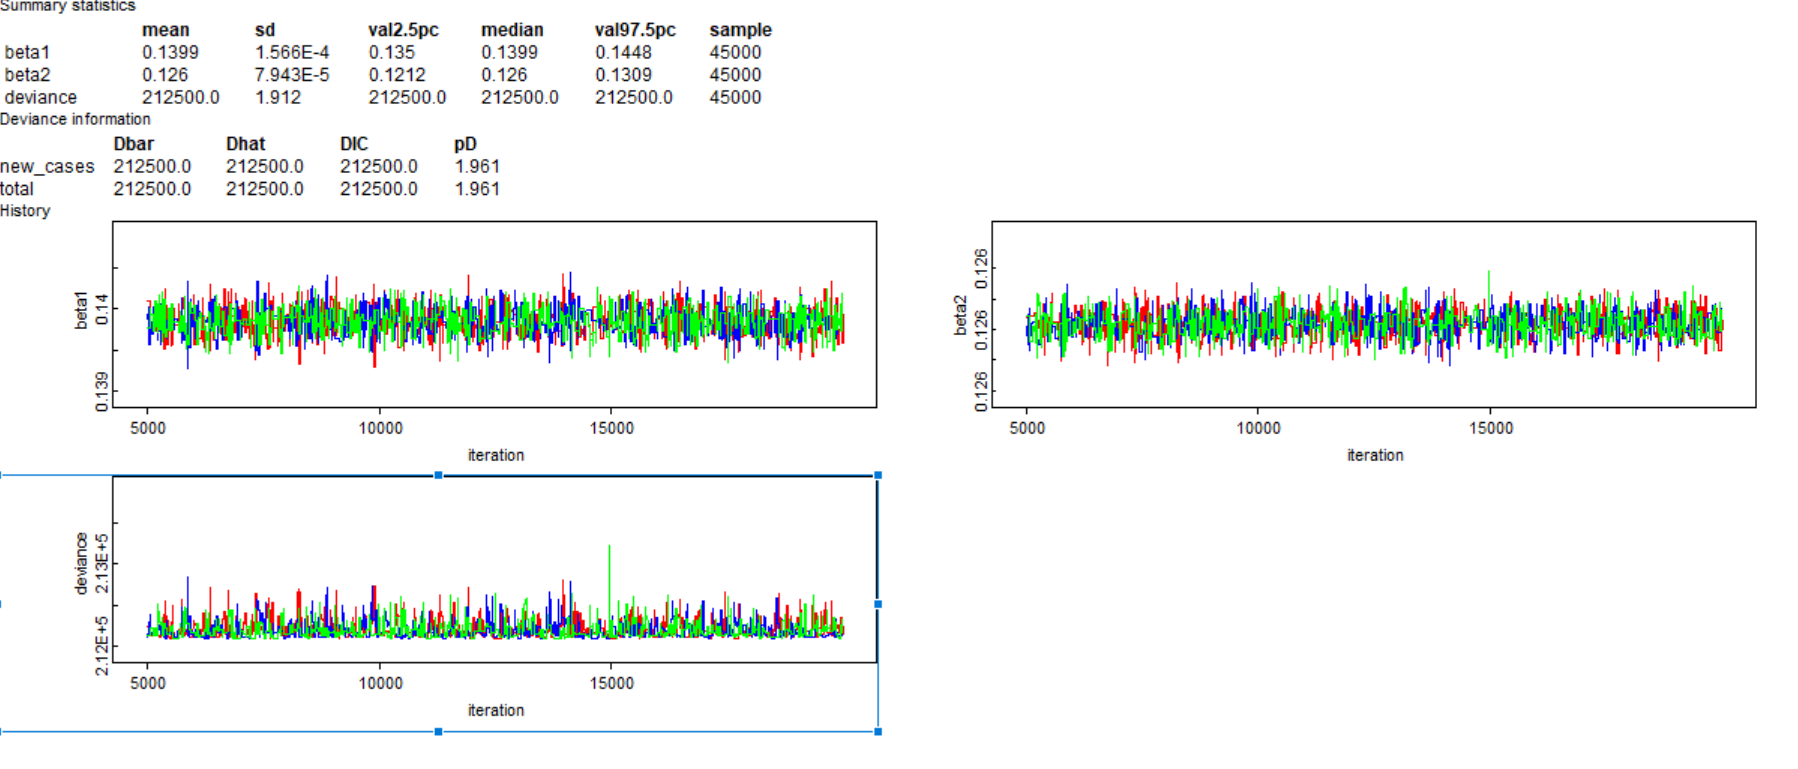 Summary statistics
mean sd val2.5pc median val97.5pc sample
beta1 0.1399 1.566E-4 0.135 0.1399 0.1448 45000
beta2 0.126 7.943E-5 0.1212 0.126 0.1309 45000
deviance 212500.0 1.912 212500.0 212500.0 212500.0 45000
Deviance information
Dbar Dhat DIC pD
new_cases 212500.0 212500.0 212500.0 1.961
total 212500.0 212500.0 212500.0 1.961
History
beta1
0.14
0.139
5000 10000 15000
iteration
beta2
0.126
0.126
0.126
5000 10000 15000
iteration
deviance
2.13E+5
2.12E+5
5000 10000 15000
iteration